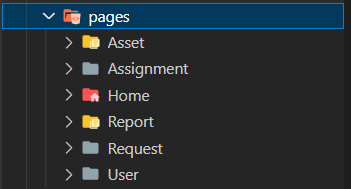 pages
Asset
Assignment
Home
Report
Request
User